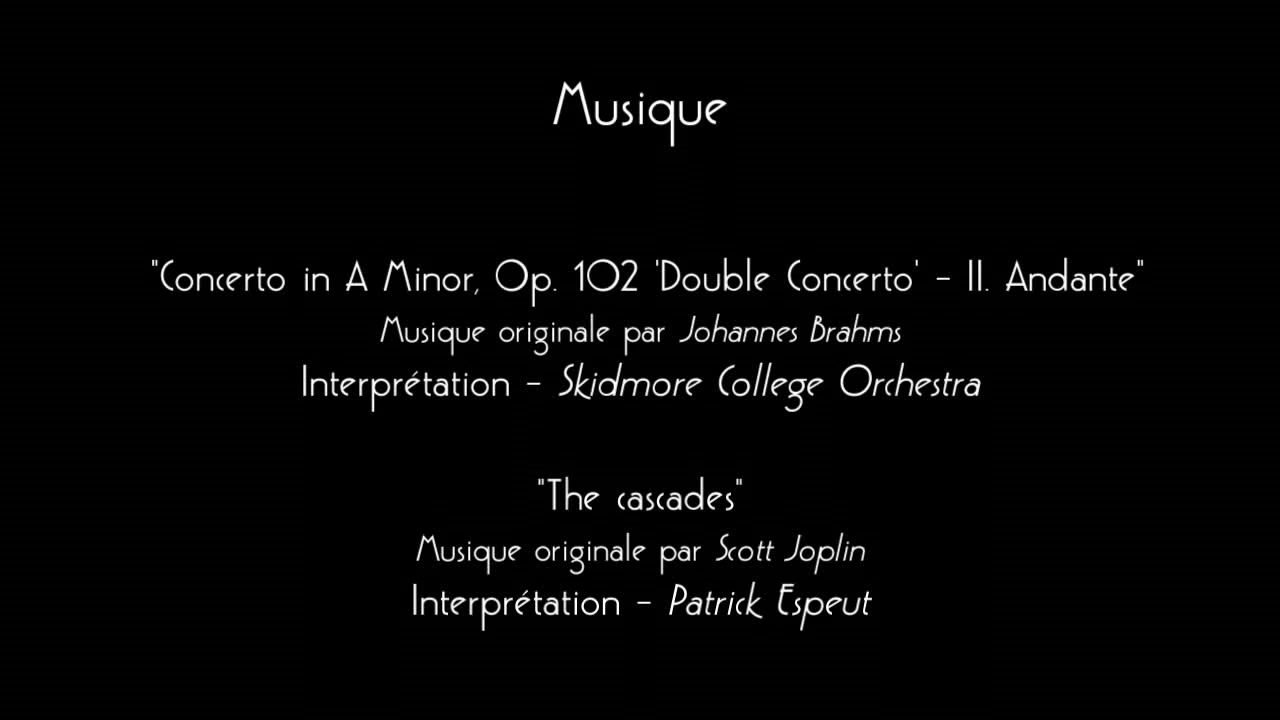 Musique
"Concerto in A Minor, Op. 102 'Double Concerto' - II. Andante"
Musique originale par Johannes Brahms
Interprétation - Skidmore College Orchestra
"The cascades"
Musique originale par Scott Joplin
Interprétation - Patrick Espeut